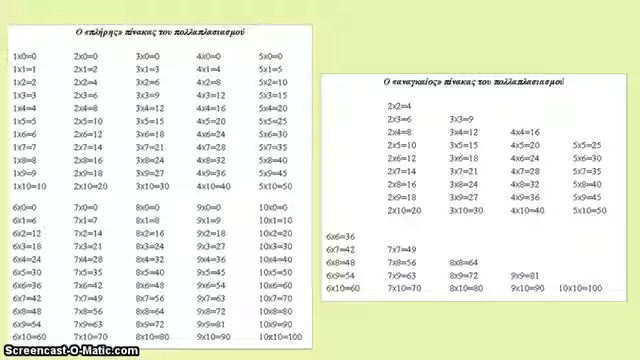 Ο «πλήρης» πίνακας του πολλαπλασιασμού
1x0=0 2x0=0 3x0=0 4x0=0 5x0=0
1x1=1 2x1=2 3x1=3 4x1=4 5x1=5
1x2=2 2x2=4 3x2=6 4x2=8 5x2=10
1x3=3 2x3=6 3x3=9 4x3=12 5x3=15
1x4=4 2x4=8 3x4=12 4x4=16 5x4=20
1x5=5 2x5=10 3x5=15 4x5=20 5x5=25
1x6=6 2x6=12 3x6=18 4x6=24 5x6=30
1x7=7 2x7=14 3x7=21 4x7=28 5x7=35
1x8=8 2x8=16 3x8=24 4x8=32 5x8=40
1x9=9 2x9=18 3x9=27 4x9=36 5x9=45
1x10=10 2x10=20 3x10=30 4x10=40 5x10=50
6x0=0 7x0=0 8x0=0 9x0=0 10x0=0
6x1=6 7x1=7 8x1=8 9x1=9 10x1=10
6x2=12 7x2=14 8x2=16 9x2=18 10x2=20
6x3=18 7x3=21 8x3=24 9x3=27 10x3=30
6x4=24 7x4=28 8x4=32 9x4=36 10x4=40
6x5=30 7x5=35 8x5=40 9x5=45 10x5=50
6x6=36 7x6=42 8x6=48 9x6=54 10x6=60
6x7=42 7x7=49 8x7=56 9x7=63 10x7=70
6x8=48 7x8=56 8x8=64 9x8=72 10x8=80
6x9=54 7x9=63 8x9=72 9x9=81 10x9=90
6x10=60 7x10=70 8x10=80 9x10=90 10x10=100
Ο «αναγκαίος» πίνακας του πολλαπλασιασμού
2x2=4
2x3=6 3x3=9
2x4=8 3x4=12 4x4=16
2x5=10 3x5=15 4x5=20 5x5=25
2x6=12 3x6=18 4x6=24 5x6=30
2x7=14 3x7=21 4x7=28 5x7=35
2x8=16 3x8=24 4x8=32 5x8=40
2x9=18 3x9=27 4x9=36 5x9=45
2x10=20 3x10=30 4x10=40 5x10=50
6x6=36
6x7=42 7x7=49
6x8=48 7x8=56 8x8=64
6x9=54 7x9=63 8x9=72 9x9=81
6x10=60 7x10=70 8x10=80 9x10=90 10x10=100
Screencast-O-Matic.com